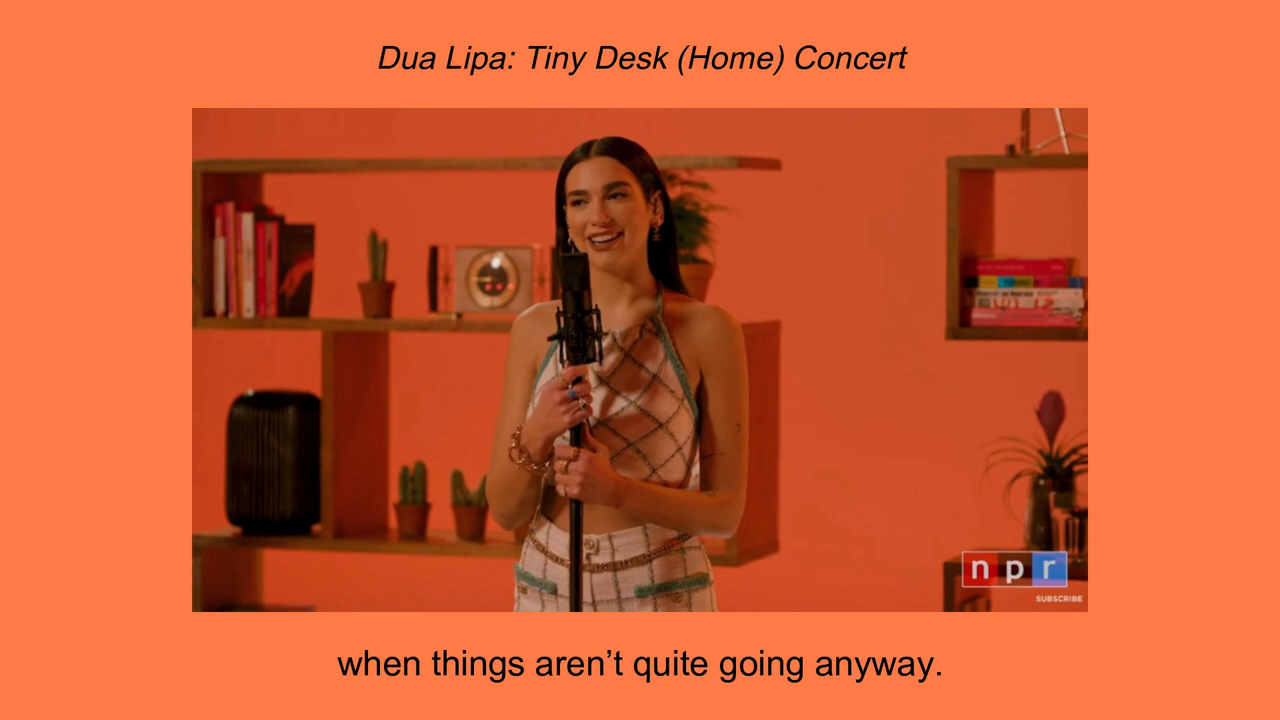 Dua Lipa: Tiny Desk (Home) Concert
npr
SUBSCRIBE
when things aren’t quite going anyway.